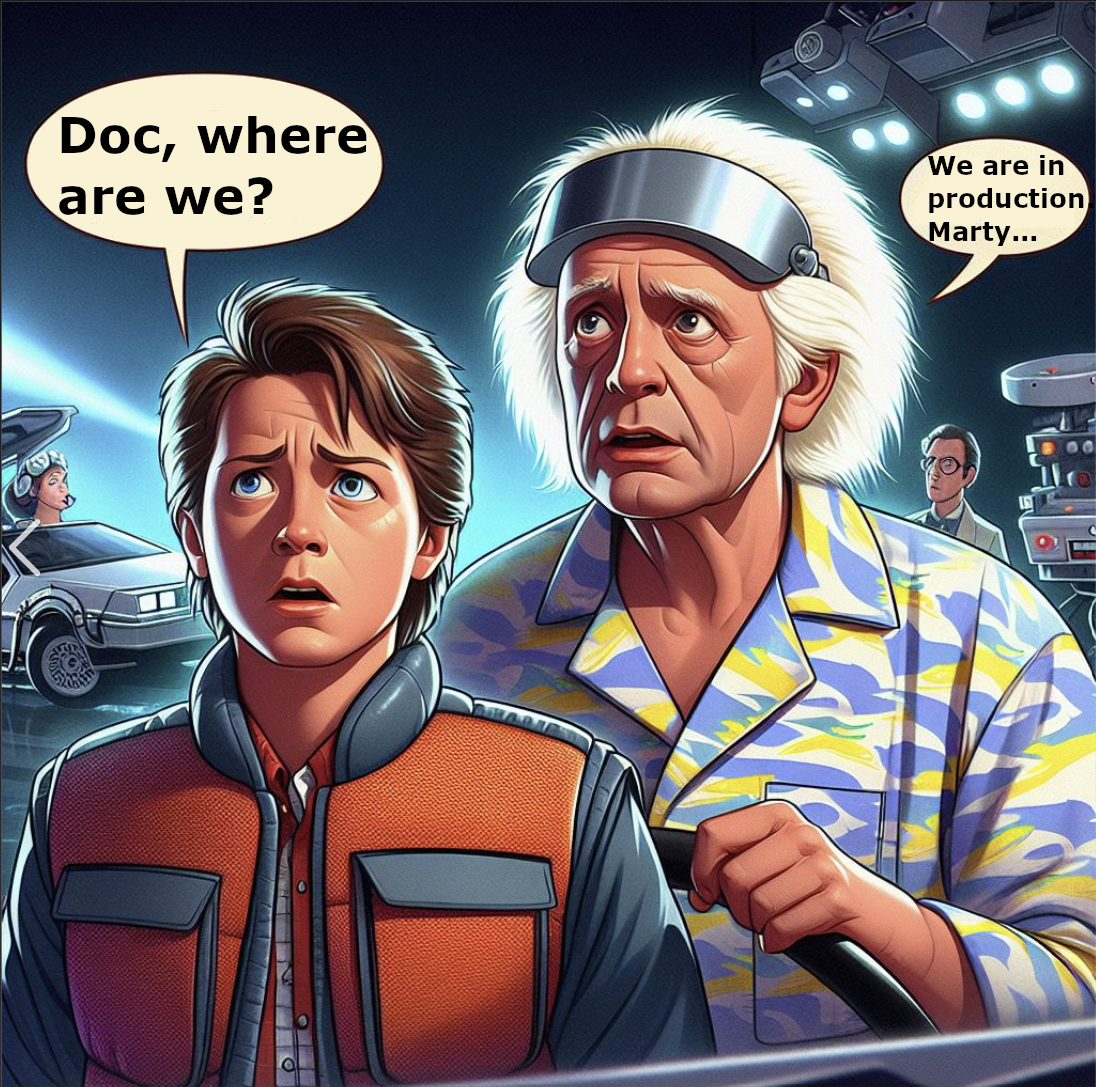 Doc, where
are we?
We are in
production,
Marty...